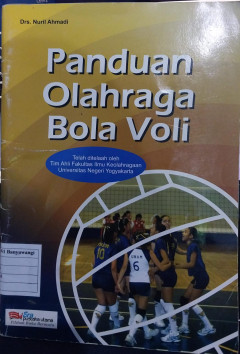 Drs. Nuril Ahmadi
Panduan
Olahraga
Bola Voli
Telah ditelaah oleh
Tim Ahli Fakultas Ilmu Keolahragaan
Universitas Negeri Yogyakarta
6